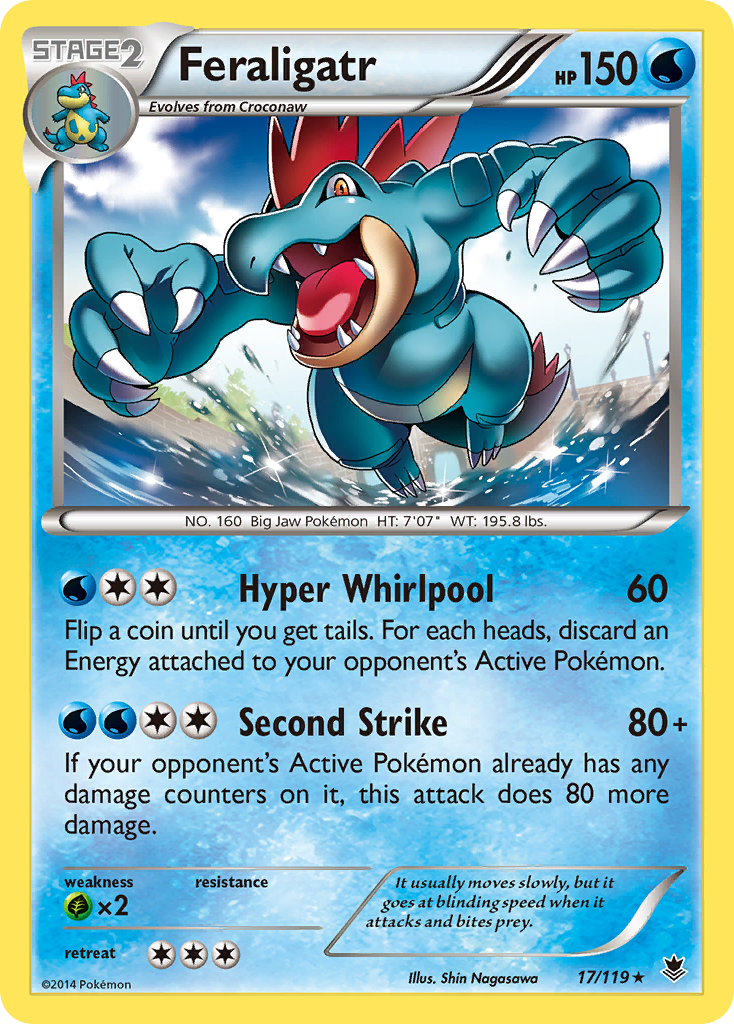 STAGE2
Feraligatr
HP150
Evolves from Croconaw
NO. 160 Big Jaw Pokémon HT: 7'07" WT: 195.8 lbs.
Hyper Whirlpool 60
Flip a coin until you get tails. For each heads, discard an
Energy attached to your opponent's Active Pokémon.
Second Strike 80+
If your opponent's Active Pokémon already has any
damage counters on it, this attack does 80 more
damage.
weakness resistance
×2
retreat
It usually moves slowly, but it
goes at blinding speed when it
attacks and bites prey.
©2014 Pokémon
Illus. Shin Nagasawa
17/119 ★